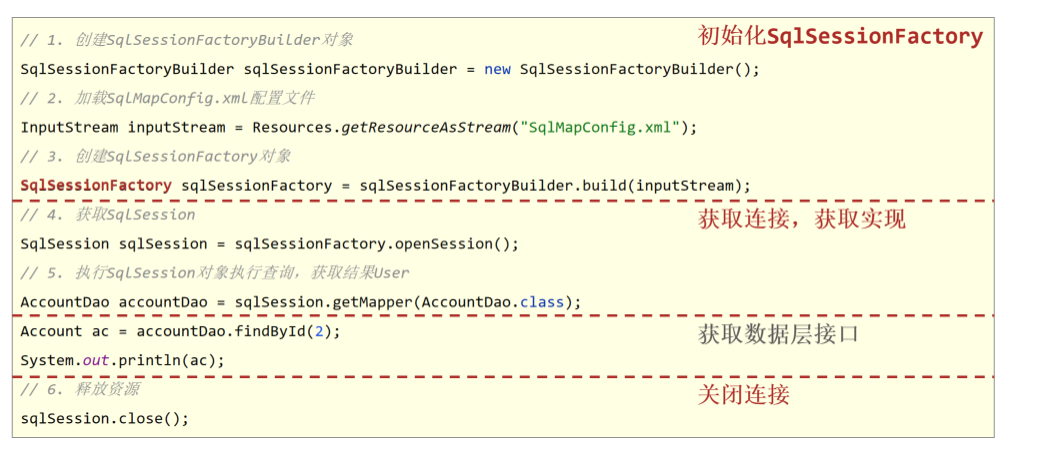 // 1. 创建SqlSessionFactoryBuilder对象
初始化SqlSessionFactory
SqlSessionFactoryBuilder sqlSessionFactoryBuilder = new SqlSessionFactoryBuilder();
// 2. 加载SqlMapConfig.xml配置文件
InputStream inputStream = Resources.getResourceAsStream("SqlMapConfig.xml");
// 3. 创建SqlSessionFactory对象
SqlSessionFactory sqlSessionFactory = sqlSessionFactoryBuilder.build(inputStream);
// 4. 获取SqlSession
获取连接，获取实现
SqlSession sqlSession = sqlSessionFactory.openSession();
// 5. 执行SqlSession对象执行查询，获取结果User
AccountDao accountDao = sqlSession.getMapper(AccountDao.class);
Account ac = accountDao.findById(2);
获取数据层接口
System.out.println(ac);
// 6. 释放资源
关闭连接
sqlSession.close();